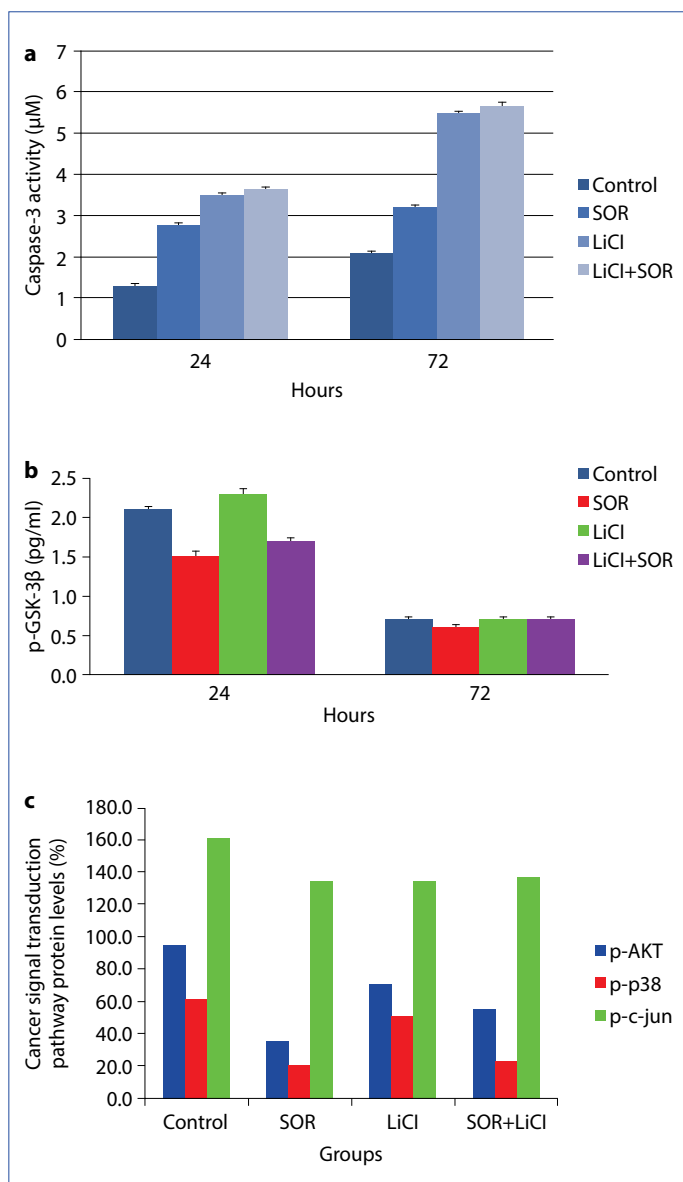 a
Caspase-3 activity (µM)
7
6
5
4
3
2
1
0
24
72
Hours
Control
SOR
LiCl
LiCl+SOR
b
p-GSK-3β (pg/ml)
2.5
2.0
1.5
1.0
0.5
0.0
24
72
Hours
Control
SOR
LiCl
LiCl+SOR
c
Cancer signal transduction
pathway protein levels (%)
180.0
160.0
140.0
120.0
100.0
80.0
60.0
40.0
20.0
0.0
Control
SOR
LiCl
SOR+LiCl
Groups
p-AKT
p-p38
p-c-jun